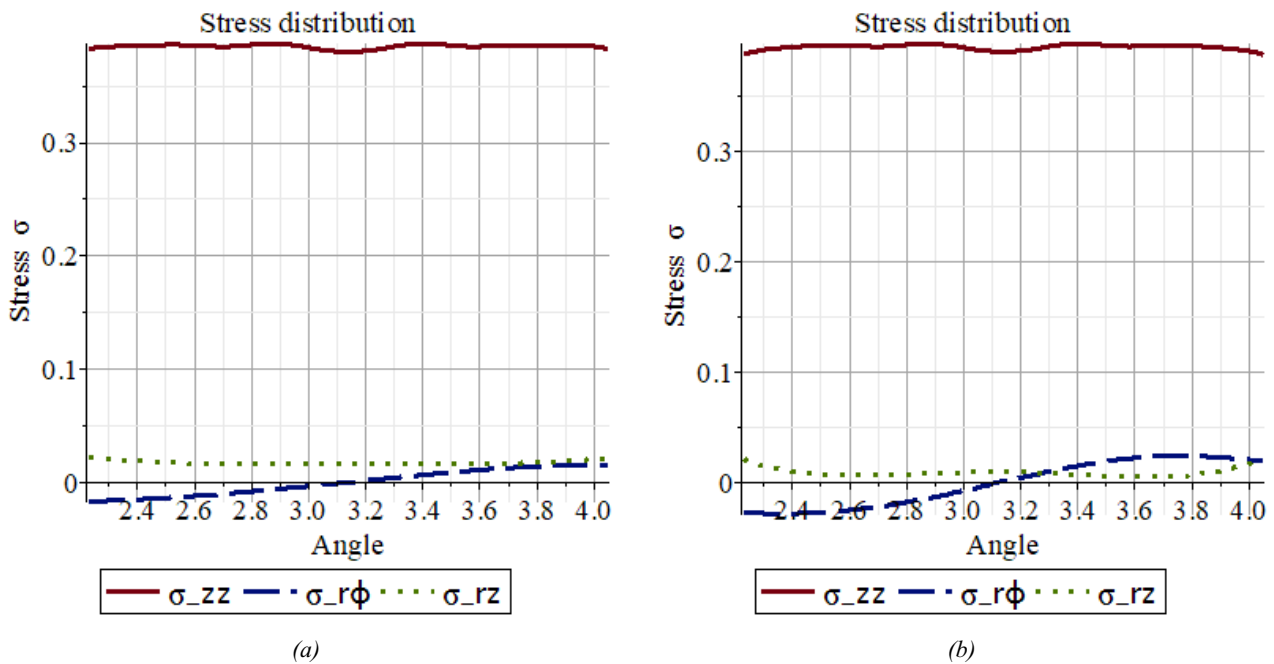 Stress distribution
Stress σ
0.3
0.2
0.1
0
2.4 2.6 2.8 3.0 3.2 3.4 3.6 3.8 4.0
Angle
σ_zz σ_rϕ σ_rz
(a)
Stress distribution
Stress σ
0.3
0.2
0.1
0
2.4 2.6 2.8 3.0 3.2 3.4 3.6 3.8 4.0
Angle
σ_zz σ_rϕ σ_rz
(b)